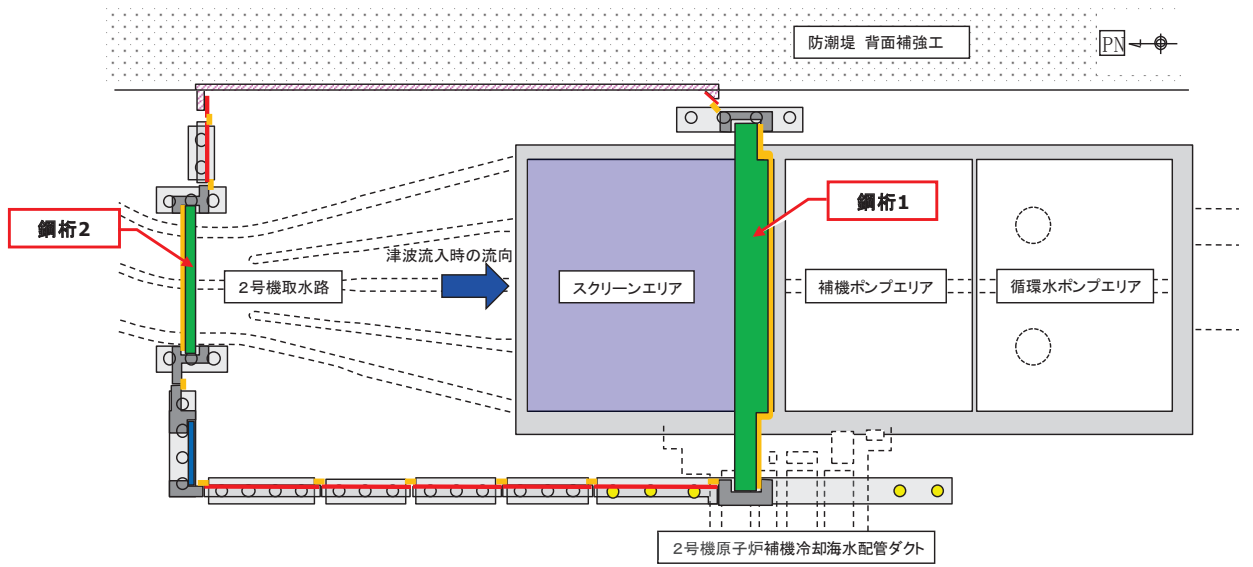 防潮堤 背面補強工
PN
鋼桁2
鋼桁1
津波流入時の流向
2号機取水路
スクリーンエリア
補機ポンプエリア
循環水ポンプエリア
2号機原子炉補機冷却海水配管ダクト